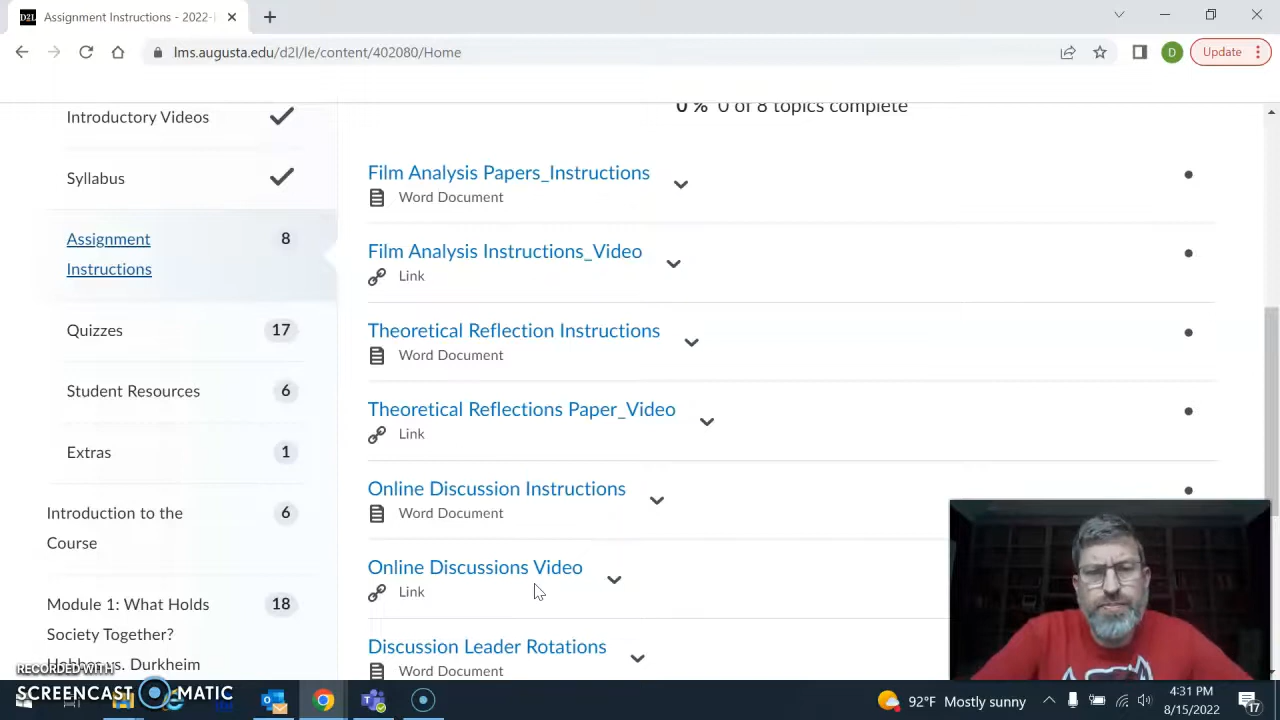 D2L
Assignment Instructions - 2022-
lms.augusta.edu/d2l/le/content/402080/Home
D
Update
Introductory Videos
Syllabus
Assignment
Instructions
8
Quizzes
17
Student Resources
6
Extras
1
Introduction to the
Course
6
Module 1: What Holds
Society Together?
Hobbes vs. Durkheim
18
0 % 0 of 8 topics complete
Film Analysis Papers_Instructions
Word Document
Film Analysis Instructions_Video
Link
Theoretical Reflection Instructions
Word Document
Theoretical Reflections Paper_Video
Link
Online Discussion Instructions
Word Document
Online Discussions Video
Link
Discussion Leader Rotations
Word Document
RECORDED WITH
SCREENCAST MATIC
92°F Mostly sunny
4:31 PM
8/15/2022
17